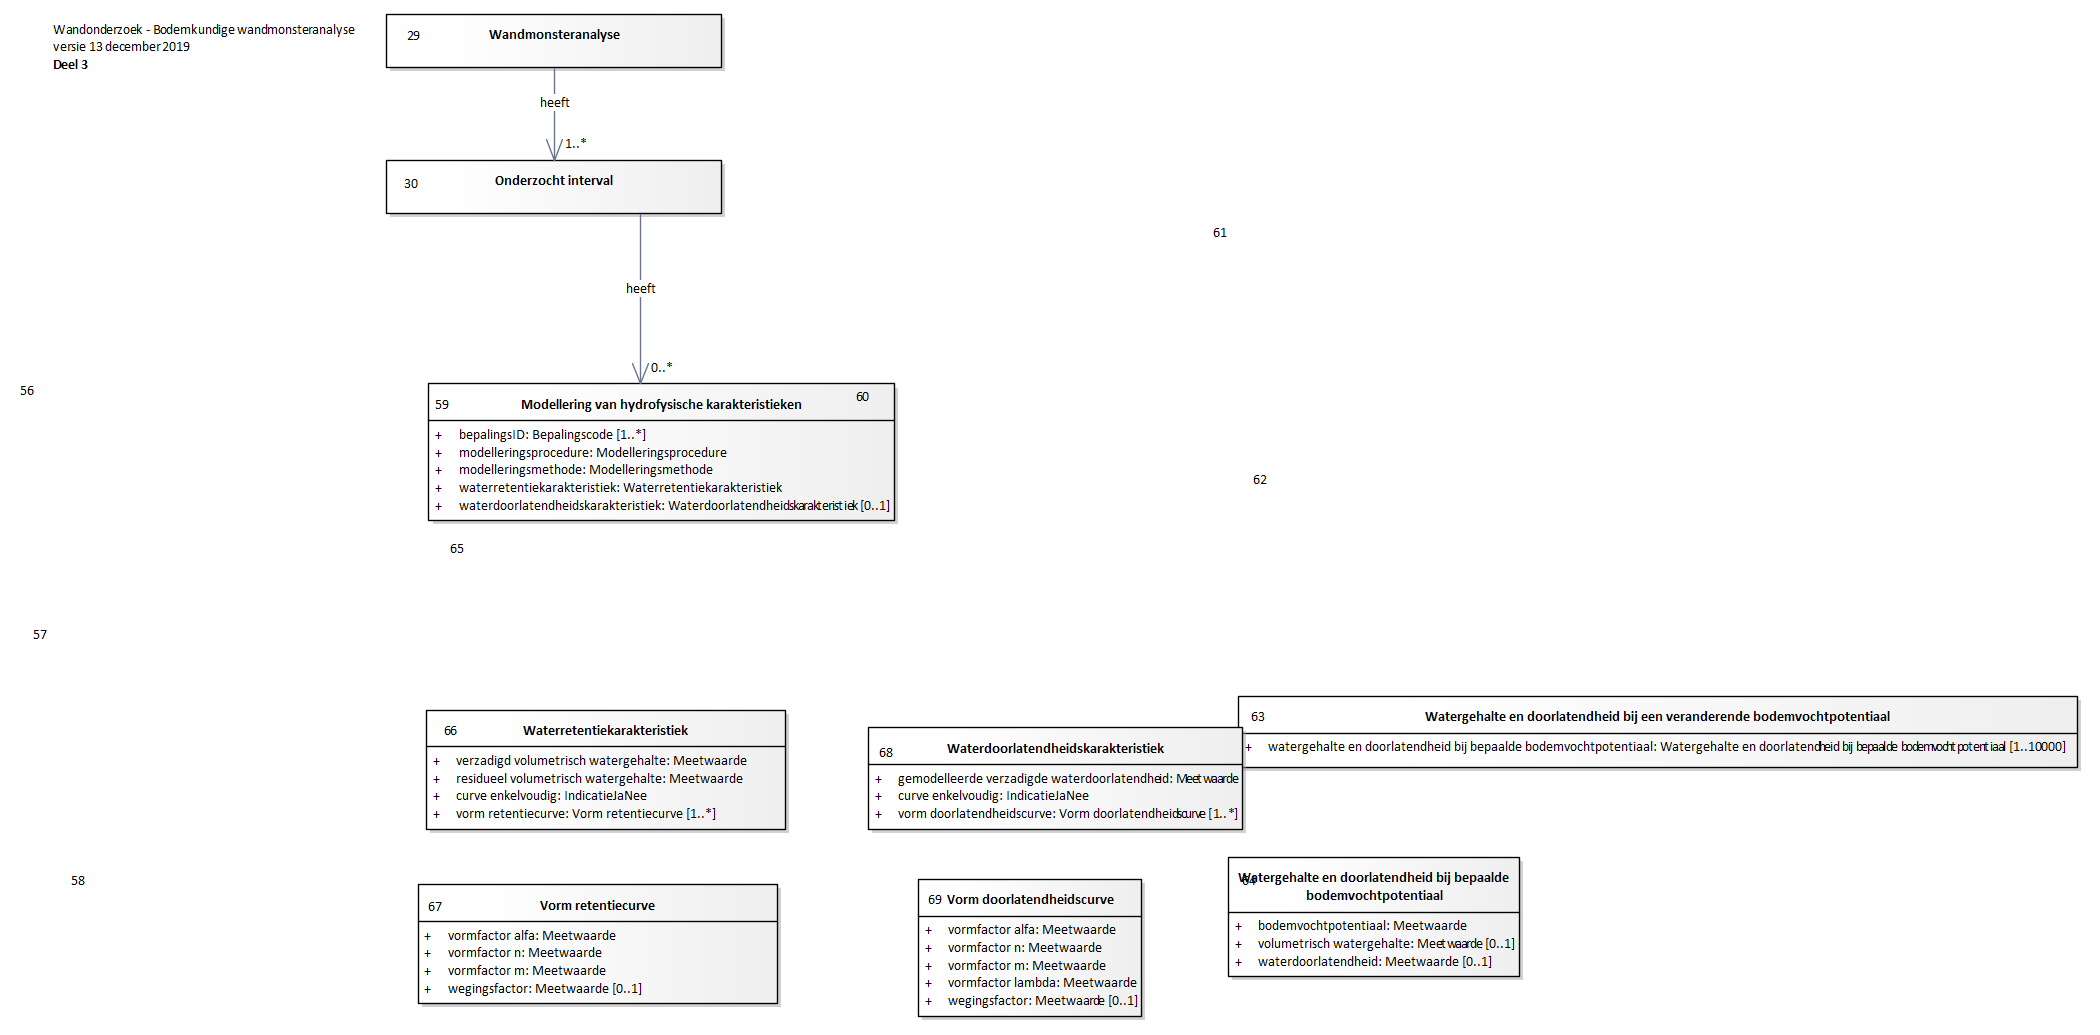 Wandonderzoek - Bodemkundige wandmonsteranalyse
versie 13 december 2019
Deel 3
29 Wandmonsteranalyse
heeft
1..*
30 Onderzocht interval
61
heeft
0..*
56
59 Modellering van hydrofysische karakteristieken 60
+ bepalingsID: Bepalingscode [1..*]
+ modelleringsprocedure: Modelleringsprocedure
+ modelleringsmethode: Modelleringsmethode
+ waterretentiekarakteristiek: Waterretentiekarakteristiek
+ waterdoorlatendheidskarakteristiek: Waterdoorlatendheidskarakteristiek [0..1]
62
65
57
66 Waterretentiekarakteristiek
+ verzadigd volumetrisch watergehalte: Meetwaarde
+ residueel volumetrisch watergehalte: Meetwaarde
+ curve enkelvoudig: IndicatieJaNee
+ vorm retentiecurve: Vorm retentiecurve [1..*]
68 Waterdoorlatendheidskarakteristiek
+ gemodelleerde verzadigde waterdoorlatendheid: Meetwaarde
+ curve enkelvoudig: IndicatieJaNee
+ vorm doorlatendheidscurve: Vorm doorlatendheidscurve [1..*]
63 Watergehalte en doorlatendheid bij een veranderende bodemvochtpotentiaal
+ watergehalte en doorlatendheid bij bepaalde bodemvochtpotentiaal: Watergehalte en doorlatendheid bij bepaalde bodemvochtpotentiaal [1..10000]
58
67 Vorm retentiecurve
+ vormfactor alfa: Meetwaarde
+ vormfactor n: Meetwaarde
+ vormfactor m: Meetwaarde
+ wegingsfactor: Meetwaarde [0..1]
69 Vorm doorlatendheidscurve
+ vormfactor alfa: Meetwaarde
+ vormfactor n: Meetwaarde
+ vormfactor m: Meetwaarde
+ vormfactor lambda: Meetwaarde
+ wegingsfactor: Meetwaarde [0..1]
64 Watergehalte en doorlatendheid bij bepaalde
bodemvochtpotentiaal
+ bodemvochtpotentiaal: Meetwaarde
+ volumetrisch watergehalte: Meetwaarde [0..1]
+ waterdoorlatendheid: Meetwaarde [0..1]